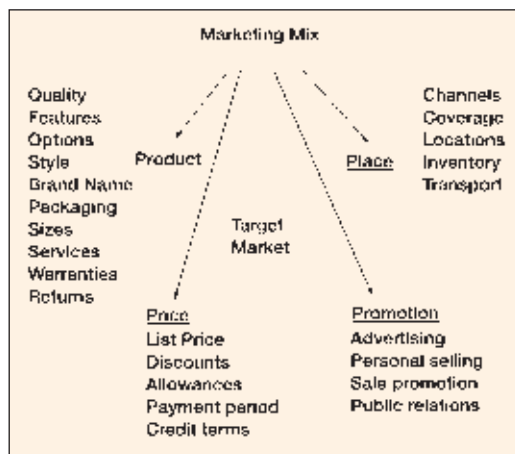 Marketing Mix
Quality
Features
Options
Style
Brand Name
Packaging
Sizes
Services
Warranties
Returns
Product
Place
Channels
Coverage
Locations
Inventory
Transport
Target
Market
Price
List Price
Discounts
Allowances
Payment period
Credit terms
Promotion
Advertising
Personal selling
Sale promotion
Public relations